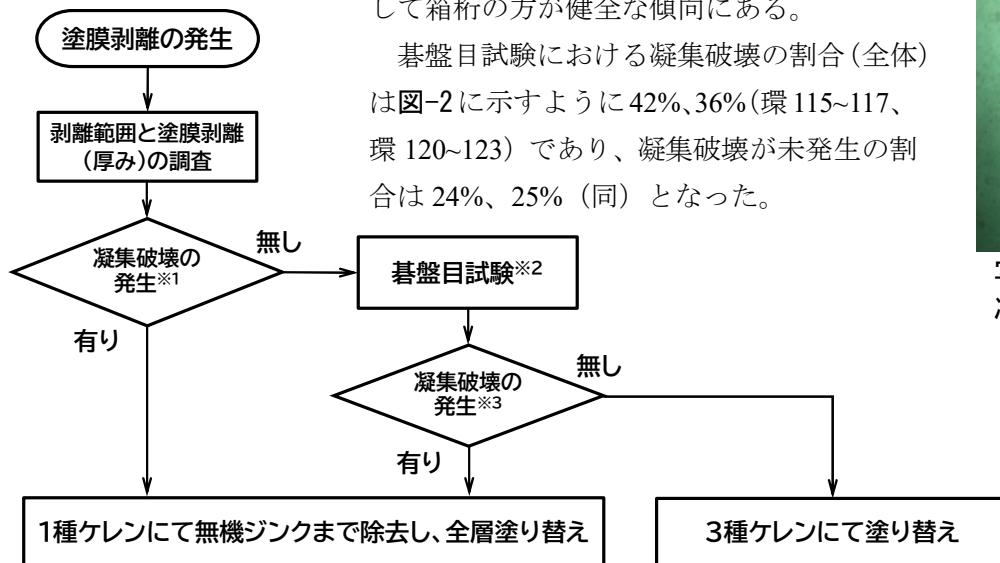 して箱桁の方が健全な傾向にある。
基盤目試験における凝集破壊の割合（全体）
は図-2に示すように42%、36%（環115~117、
環120~123）であり、凝集破壊が未発生の割
合は24%、25%（同）となった。
塗膜剥離の発生
剥離範囲と塗膜剥離
（厚み）の調査
凝集破壊の
発生※1
無し
有り
碁盤目試験※2
凝集破壊の
発生※3
無し
有り
1種ケレンにて無機ジンクまで除去し、全層塗り替え
3種ケレンにて塗り替え